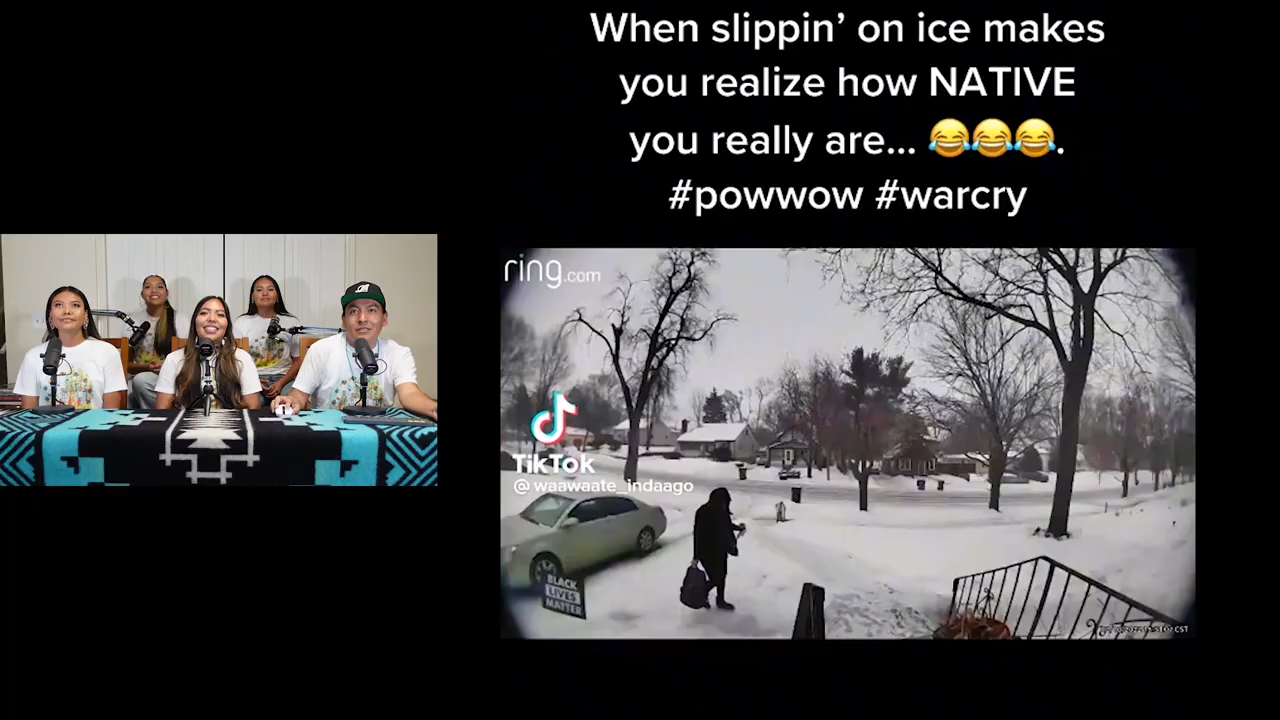 When slippin’ on ice makes
you realize how NATIVE
you really are... 😂😂😂.
#powwow #warcry
ring.com
TikTok
@waawaate_indaago
BLACK
LIVES
MATTER